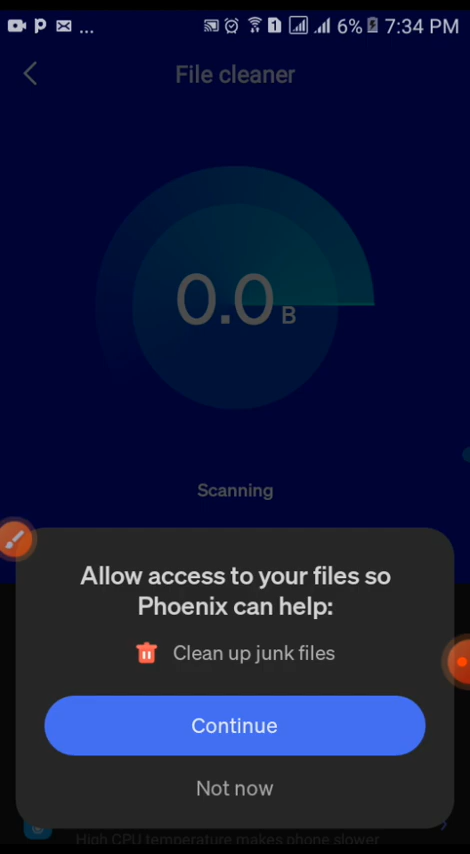 ... 1 6% 7:34 PM
File cleaner
0.0 B
Scanning
Allow access to your files so
Phoenix can help:
Clean up junk files
Continue
Not now
High CPU temperature makes phone slower